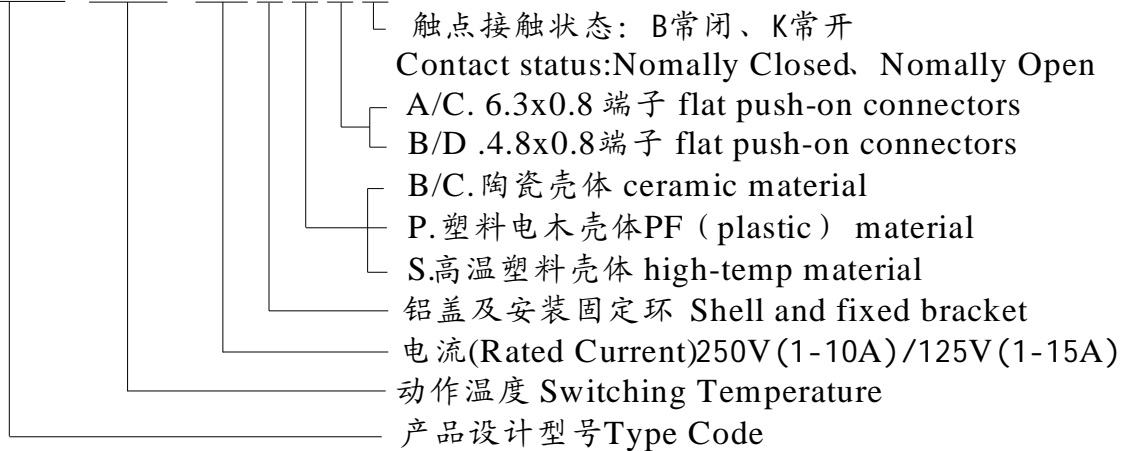 触点接触状态：B常闭、K常开
Contact status:Nomally Closed、Nomally Open
A/C. 6.3x0.8 端子 flat push-on connectors
B/D .4.8x0.8端子 flat push-on connectors
B/C.陶瓷壳体 ceramic material
P.塑料电木壳体PF（plastic） material
S.高温塑料壳体 high-temp material
铝盖及安装固定环 Shell and fixed bracket
电流(Rated Current)250V(1-10A)/125V(1-15A)
动作温度 Switching Temperature
产品设计型号Type Code